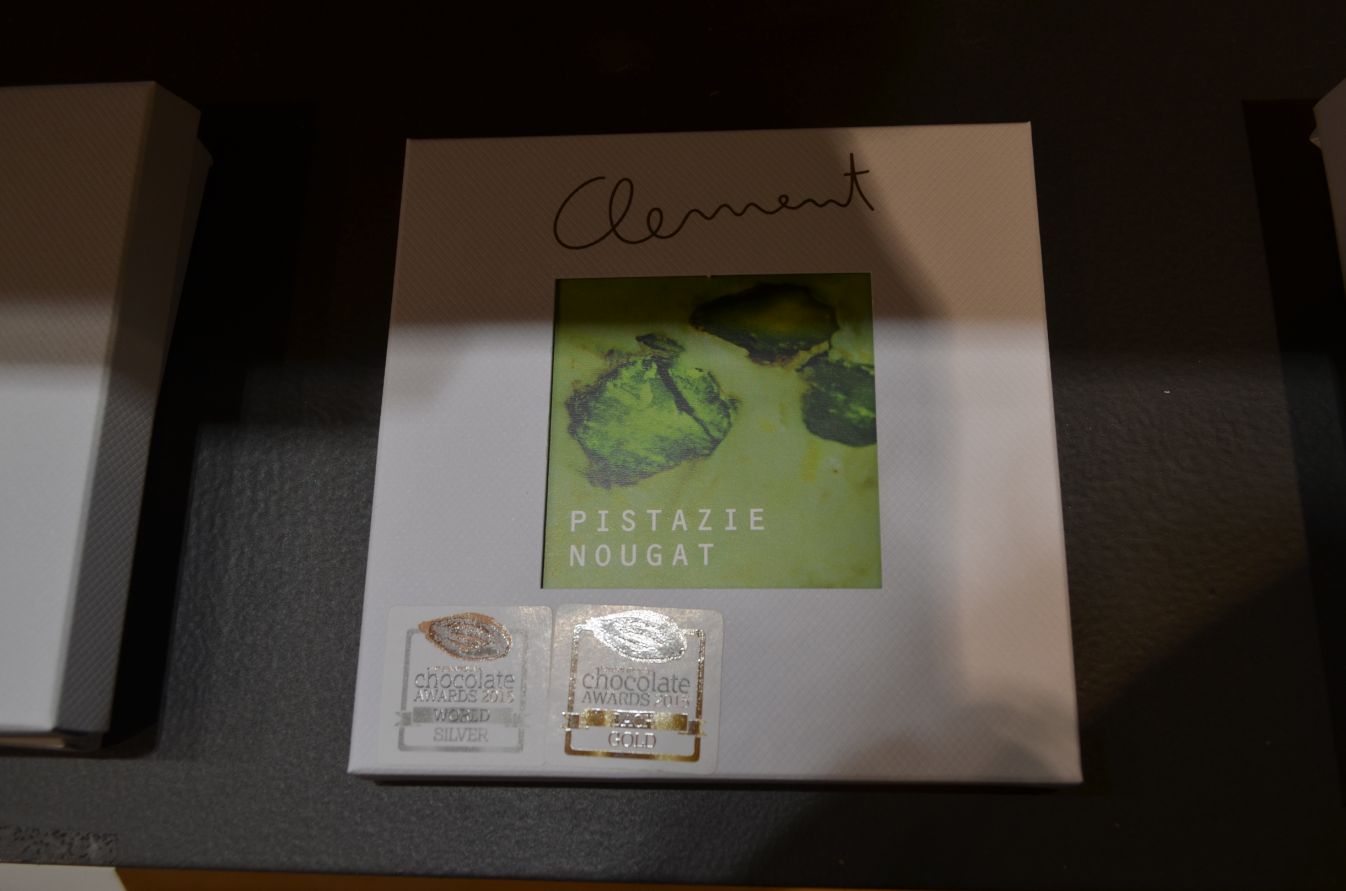 Clement
PISTAZIE
NOUGAT
chocolate
AWARDS 2015
WORLD
SILVER
chocolate
AWARDS 2015
GOLD